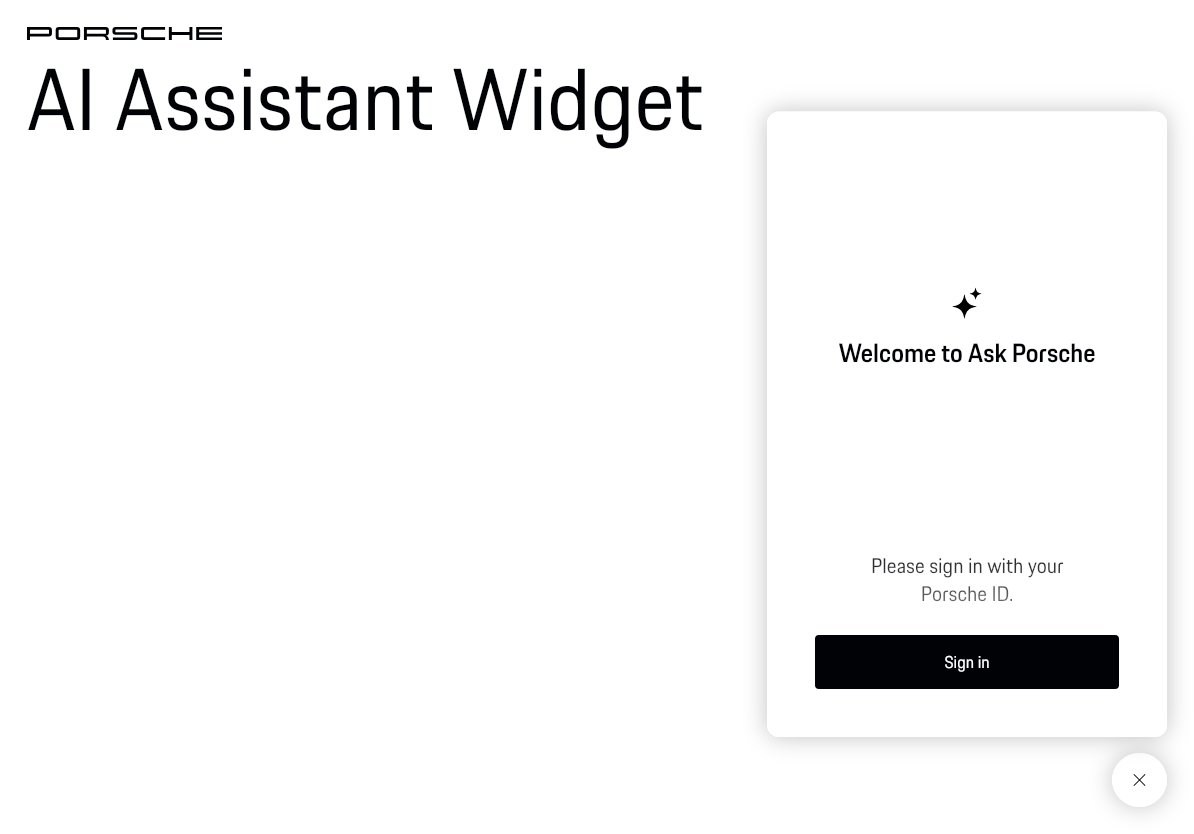 PORSCHE
AI Assistant Widget
Welcome to Ask Porsche
Please sign in with your
Porsche ID.
Sign in